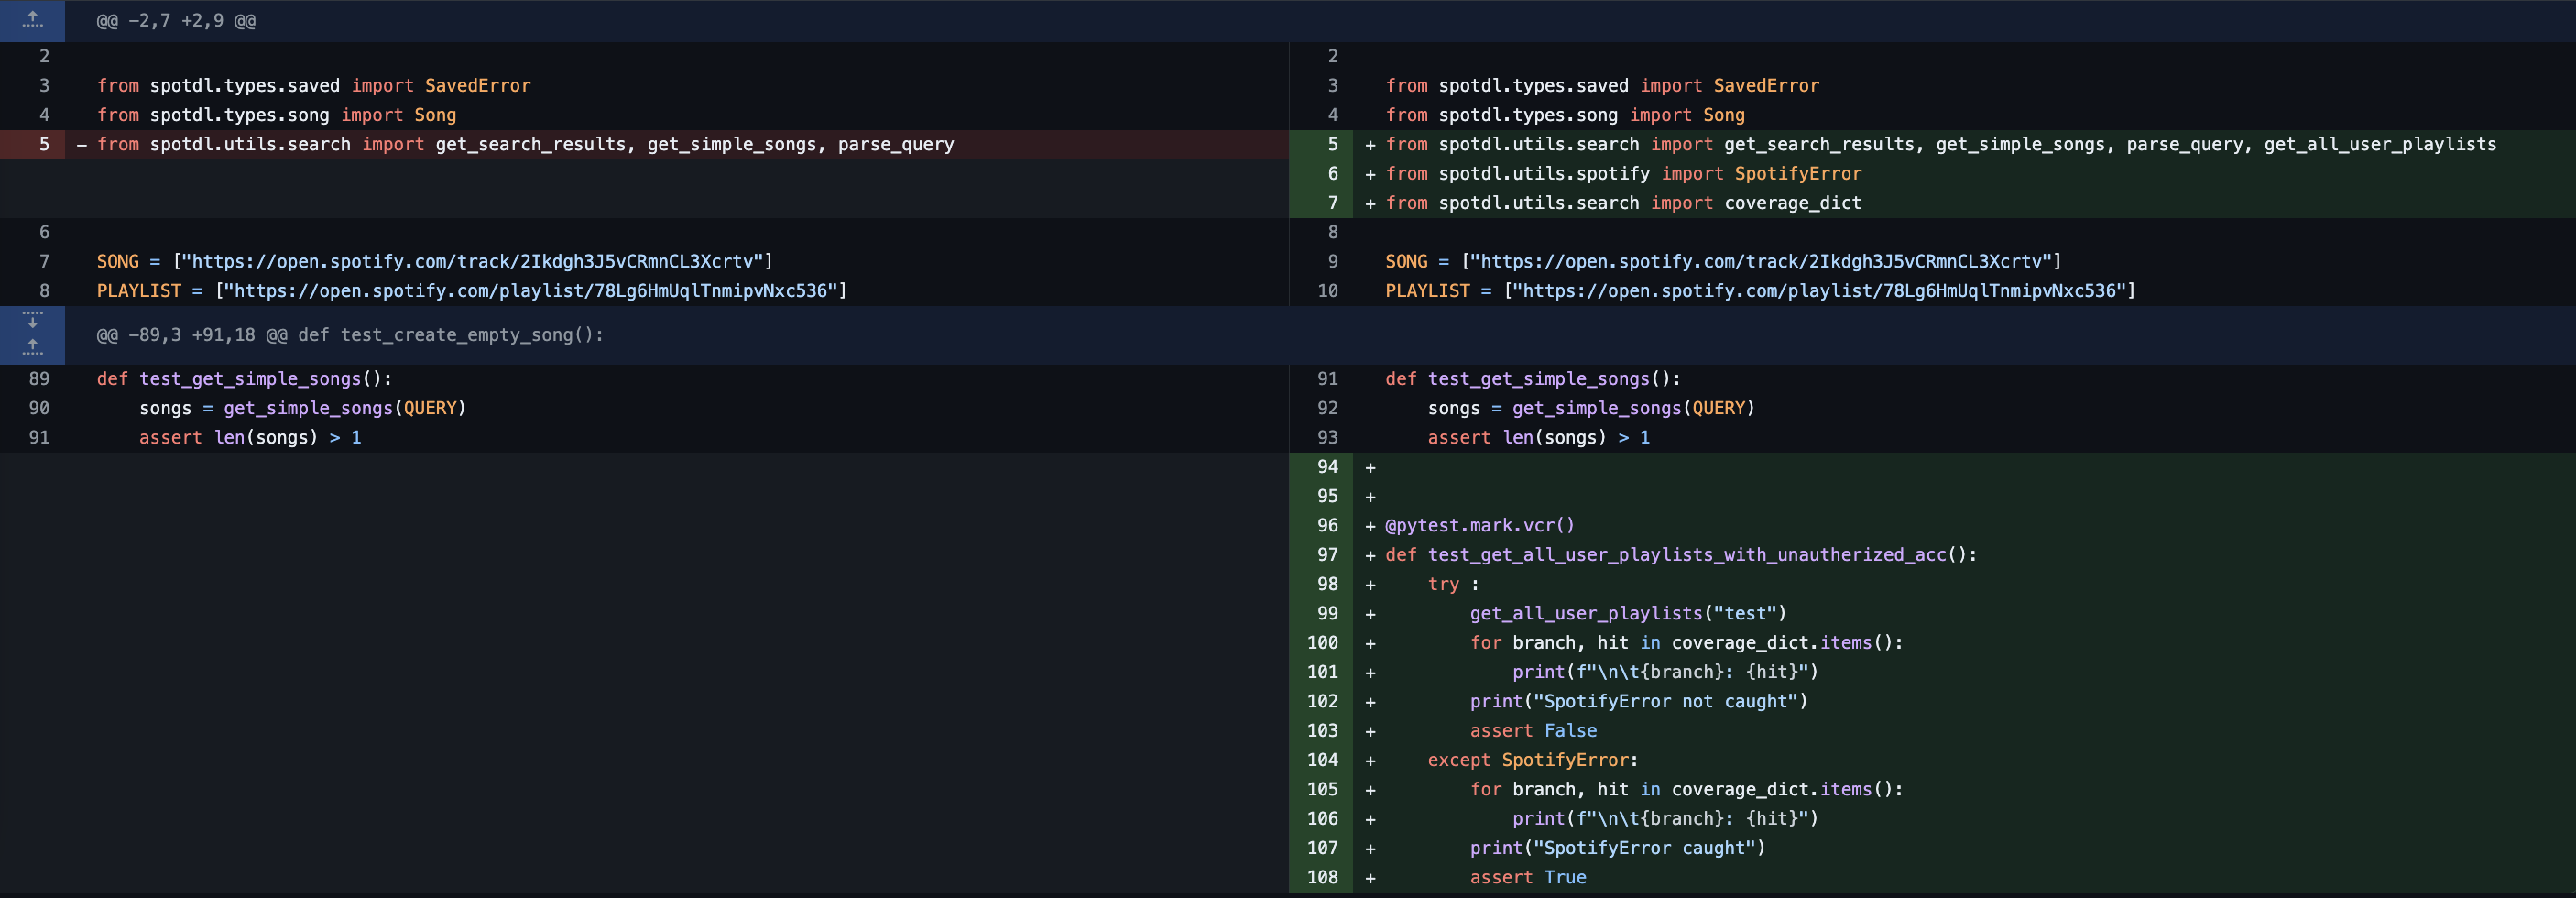 @@ -2,7 +2,9 @@
2
3 from spotdl.types.saved import SavedError
4 from spotdl.types.song import Song
5 - from spotdl.utils.search import get_search_results, get_simple_songs, parse_query
6
7 SONG = ["https://open.spotify.com/track/2Ikdgh3J5vCRmnCL3Xcrtv"]
8 PLAYLIST = ["https://open.spotify.com/playlist/78Lg6HmUqlTnmipvNxc536"]
2
3 from spotdl.types.saved import SavedError
4 from spotdl.types.song import Song
5 + from spotdl.utils.search import get_search_results, get_simple_songs, parse_query, get_all_user_playlists
6 + from spotdl.utils.spotify import SpotifyError
7 + from spotdl.utils.search import coverage_dict
8
9 SONG = ["https://open.spotify.com/track/2Ikdgh3J5vCRmnCL3Xcrtv"]
10 PLAYLIST = ["https://open.spotify.com/playlist/78Lg6HmUqlTnmipvNxc536"]
@@ -89,3 +91,18 @@ def test_create_empty_song():
89 def test_get_simple_songs():
90     songs = get_simple_songs(QUERY)
91     assert len(songs) > 1
91 def test_get_simple_songs():
92     songs = get_simple_songs(QUERY)
93     assert len(songs) > 1
94 +
95 +
96 + @pytest.mark.vcr()
97 + def test_get_all_user_playlists_with_unautherized_acc():
98 +     try :
99 +         get_all_user_playlists("test")
100 +         for branch, hit in coverage_dict.items():
101 +             print(f"\n\t{branch}: {hit}")
102 +         print("SpotifyError not caught")
103 +         assert False
104 +     except SpotifyError:
105 +         for branch, hit in coverage_dict.items():
106 +             print(f"\n\t{branch}: {hit}")
107 +         print("SpotifyError caught")
108 +         assert True